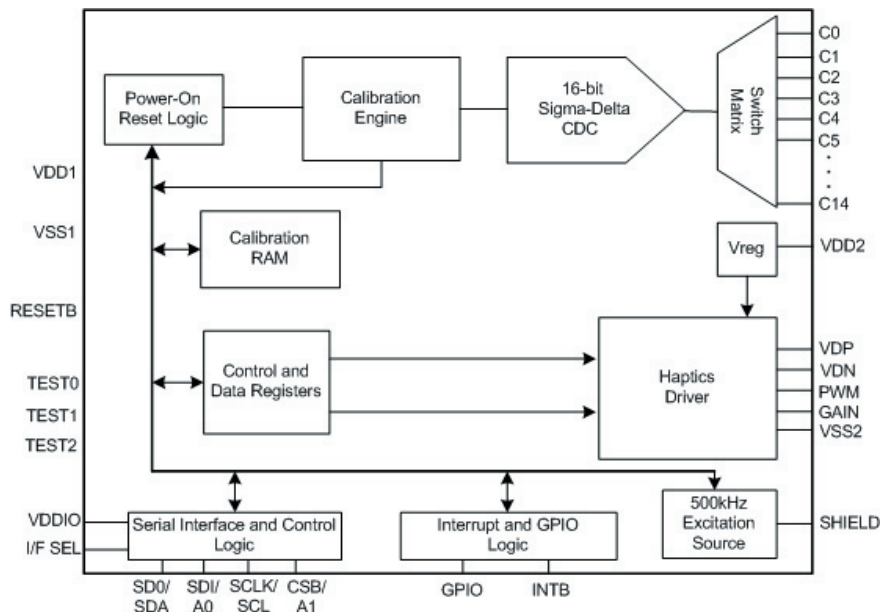 Power-On
Reset Logic
Calibration
Engine
16-bit
Sigma-Delta
CDC
Switch
Matrix
C0
C1
C2
C3
C4
C5
C14
VDD1
VSS1
RESETB
TEST0
TEST1
TEST2
VDDIO
I/F SEL
Calibration
RAM
Vreg
VDD2
Control and
Data Registers
Haptics
Driver
VDP
VDN
PWM
GAIN
VSS2
Serial Interface and Control
Logic
Interrupt and GPIO
Logic
500kHz
Excitation
Source
SHIELD
SD0/
SDA
SDI/
A0
SCLK/
SCL
CSB/
A1
GPIO
INTB